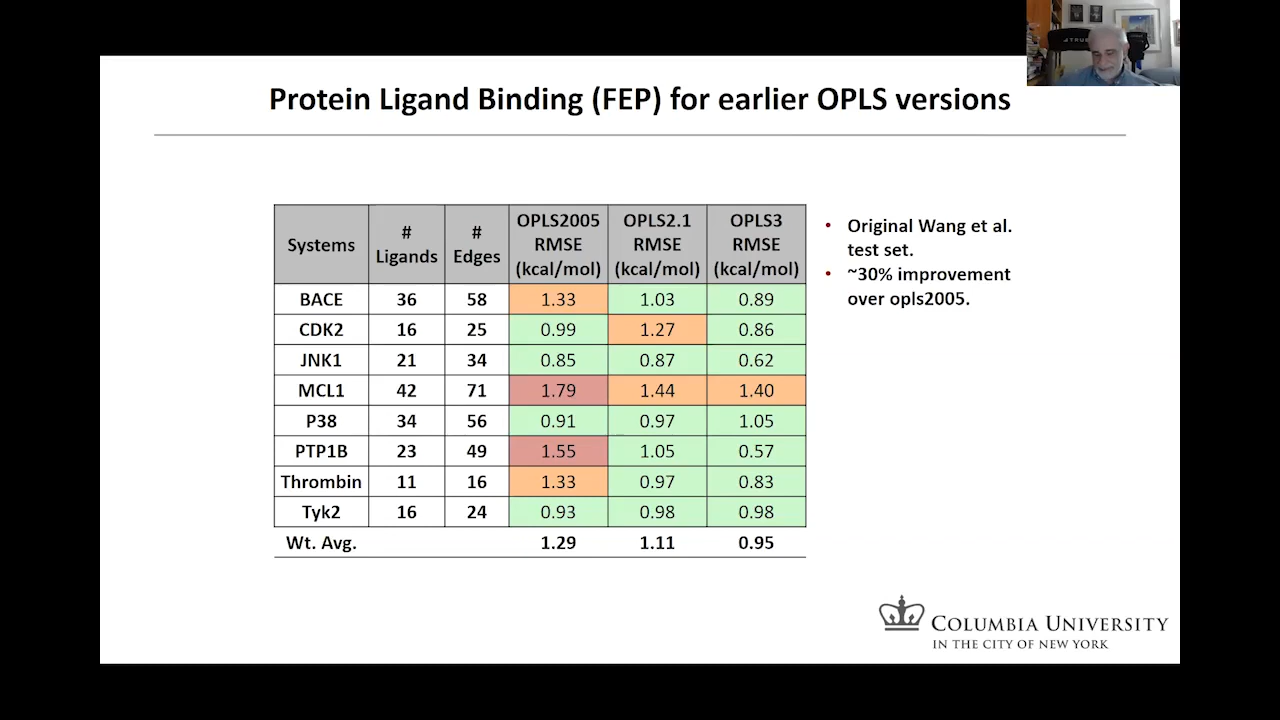 Protein Ligand Binding (FEP) for earlier OPLS versions
Systems # Ligands # Edges OPLS2005 RMSE (kcal/mol) OPLS2.1 RMSE (kcal/mol) OPLS3 RMSE (kcal/mol)
BACE 36 58 1.33 1.03 0.89
CDK2 16 25 0.99 1.27 0.86
JNK1 21 34 0.85 0.87 0.62
MCL1 42 71 1.79 1.44 1.40
P38 34 56 0.91 0.97 1.05
PTP1B 23 49 1.55 1.05 0.57
Thrombin 11 16 1.33 0.97 0.83
Tyk2 16 24 0.93 0.98 0.98
Wt. Avg. 1.29 1.11 0.95
• Original Wang et al.
test set.
• ~30% improvement
over opls2005.
COLUMBIA UNIVERSITY
IN THE CITY OF NEW YORK